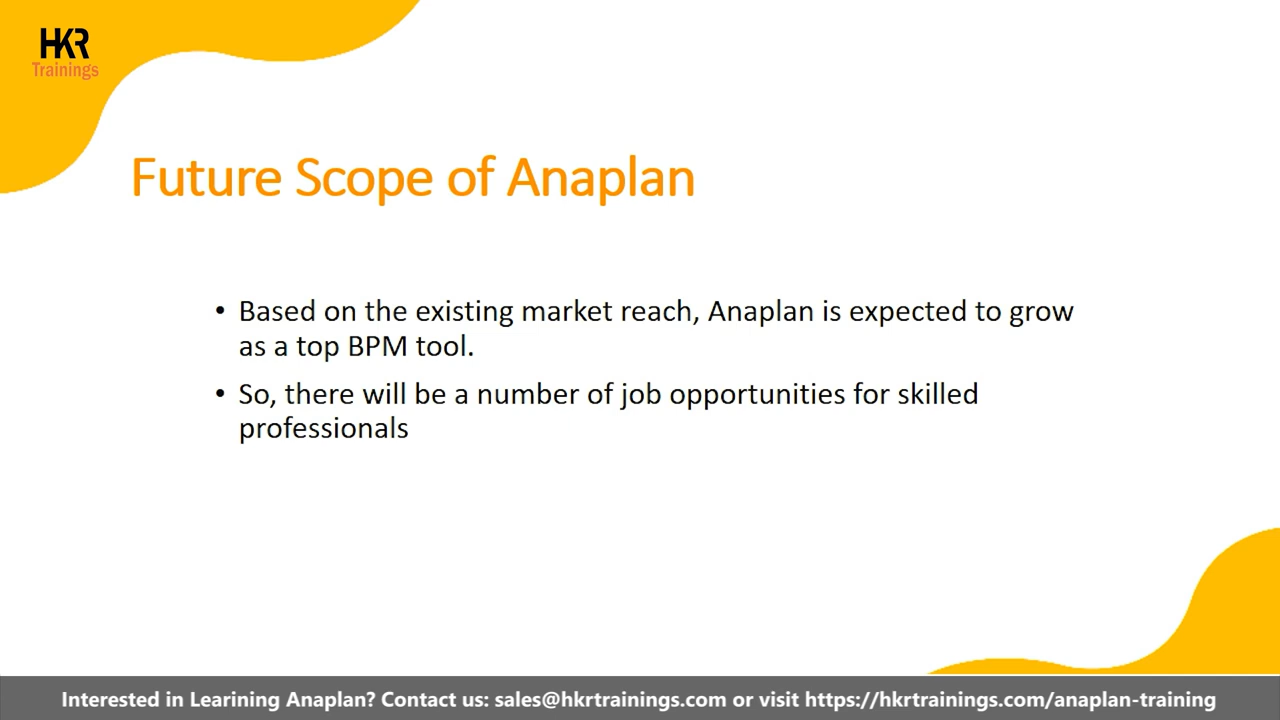 HKR
Trainings
Future Scope of Anaplan
• Based on the existing market reach, Anaplan is expected to grow
as a top BPM tool.
• So, there will be a number of job opportunities for skilled
professionals
Interested in Learining Anaplan? Contact us: sales@hkrtrainings.com or visit https://hkrtrainings.com/anaplan-training